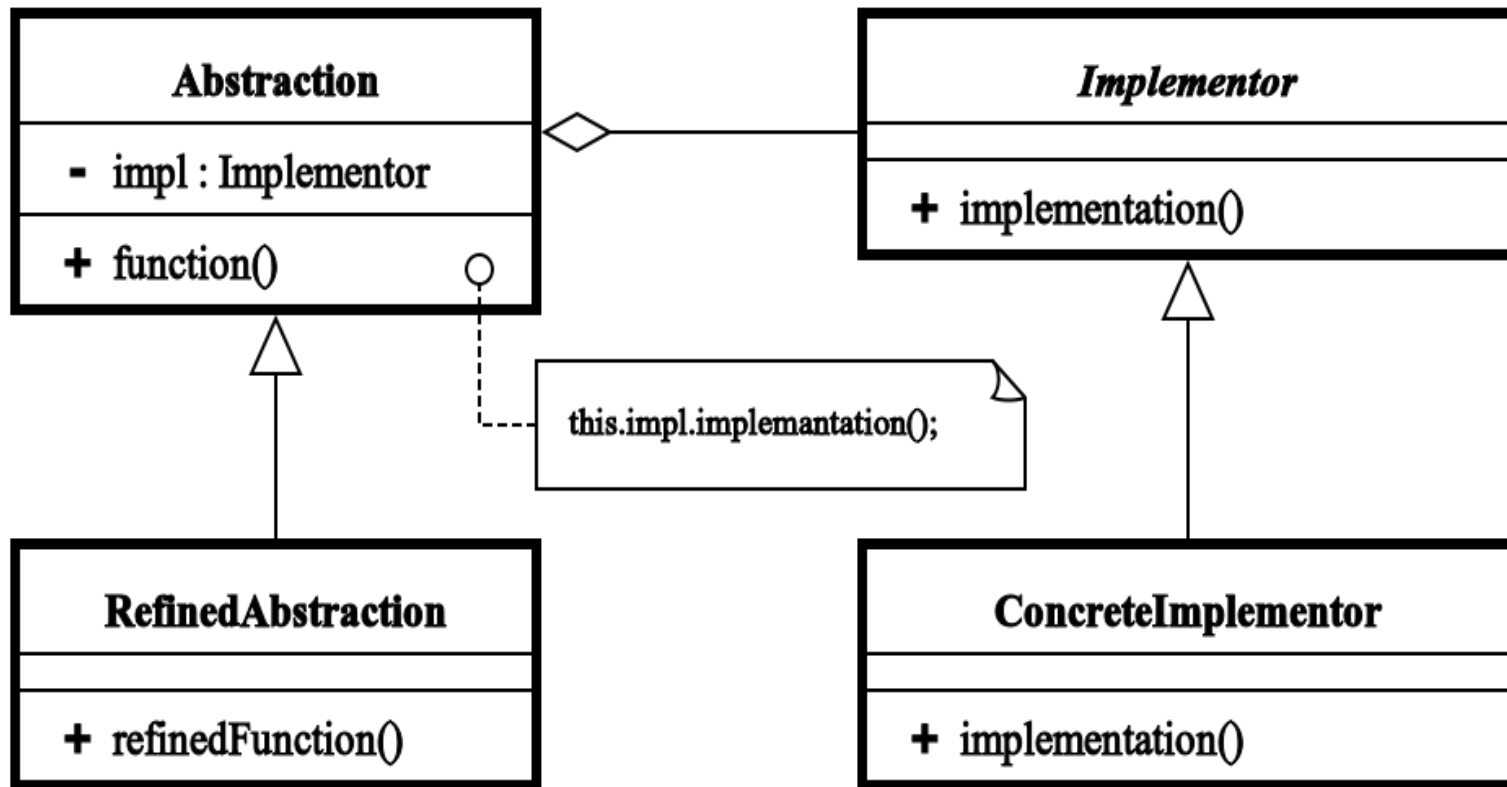 Abstraction
- impl : Implementor
+ function()
Implementor
+ implementation()
this.impl.implemantation();
RefinedAbstraction
+ refinedFunction()
ConcreteImplementor
+ implementation()